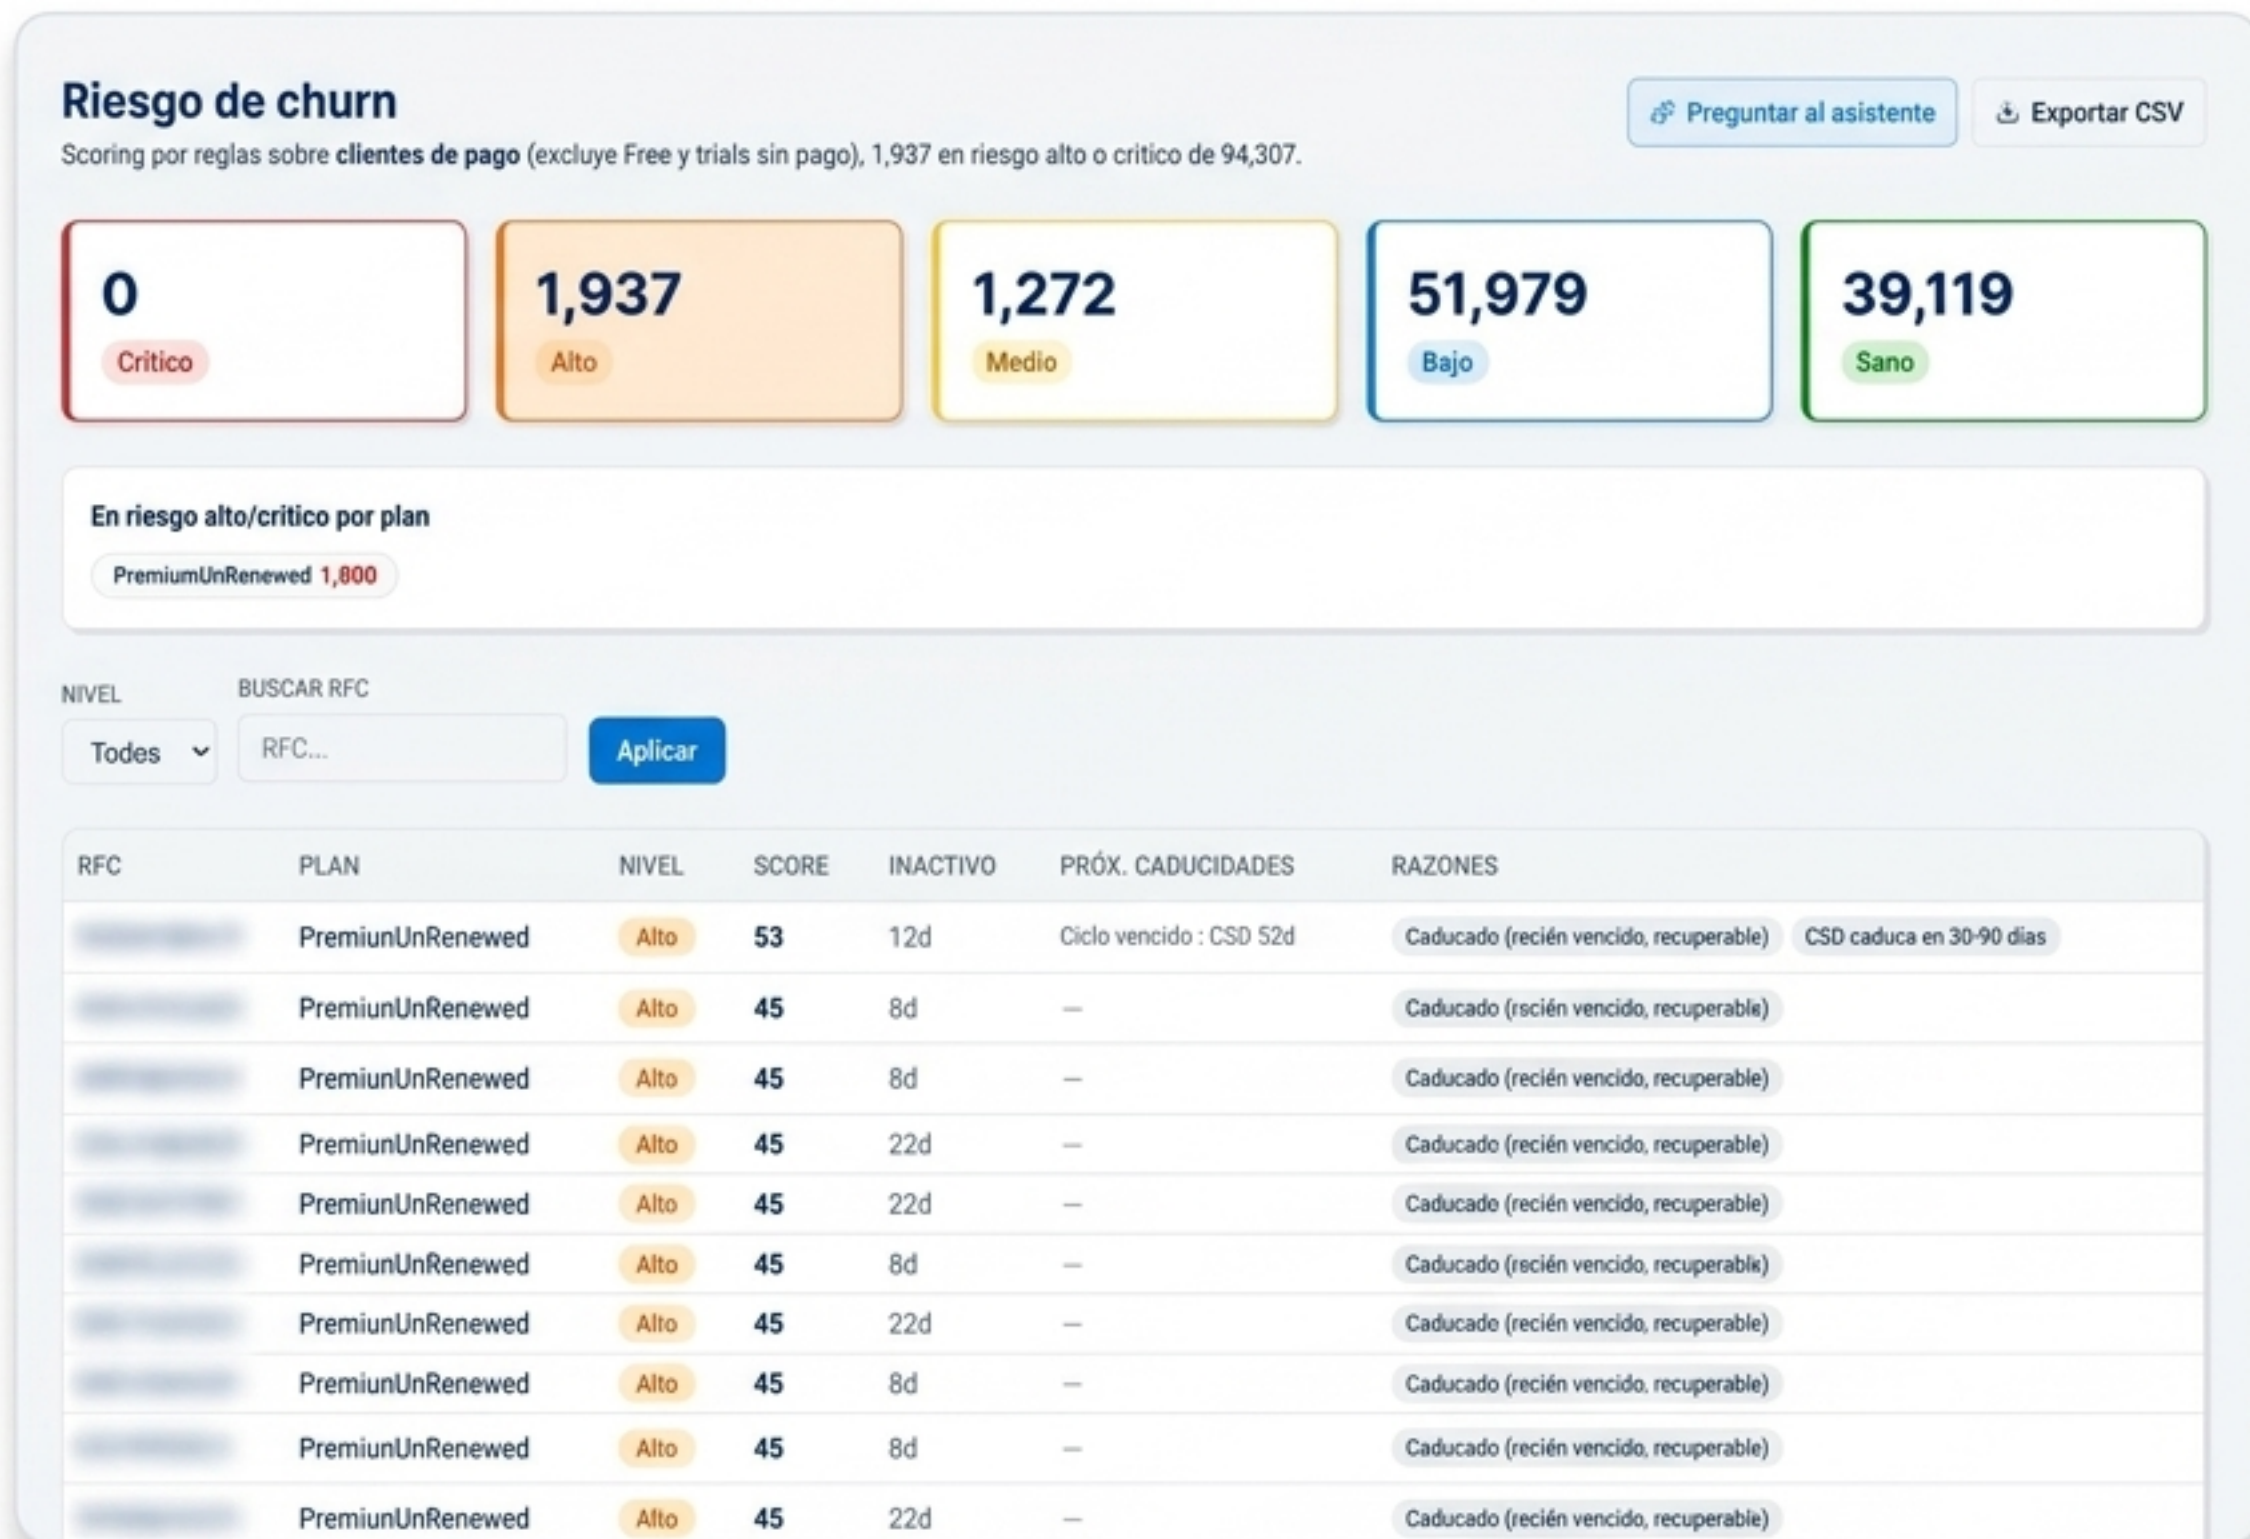 Riesgo de churn
Preguntar al asistente
Exportar CSV
Scoring por reglas sobre clientes de pago (excluye Free y trials sin pago), 1,937 en riesgo alto o critico de 94,307.
0
Critico
1,937
Alto
1,272
Medio
51,979
Bajo
39,119
Sano
En riesgo alto/critico por plan
PremiumUnRenewed 1,800
NIVEL
BUSCAR RFC
Todes
RFC...
Aplicar
RFC PLAN NIVEL SCORE INACTIVO PRÓX. CADUCIDADES RAZONES
PremiunUnRenewed Alto 53 12d Ciclo vencido : CSD 52d Caducado (recién vencido, recuperable) CSD caduca en 30-90 dias
PremiunUnRenewed Alto 45 8d — Caducado (rscién vencido, recuperable)
PremiunUnRenewed Alto 45 8d — Caducado (recién vencido, recuperable)
PremiunUnRenewed Alto 45 22d — Caducado (recién vencido, recuperable)
PremiunUnRenewed Alto 45 22d — Caducado (recién vencido, recuperable)
PremiunUnRenewed Alto 45 8d — Caducado (recién vencido, recuperable)
PremiunUnRenewed Alto 45 22d — Caducado (recién vencido, recuperable)
PremiunUnRenewed Alto 45 8d — Caducado (recién vencido, recuperable)
PremiunUnRenewed Alto 45 8d — Caducado (recién vencido, recuperable)
PremiunUnRenewed Alto 45 22d — Caducado (recién vencido, recuperable)